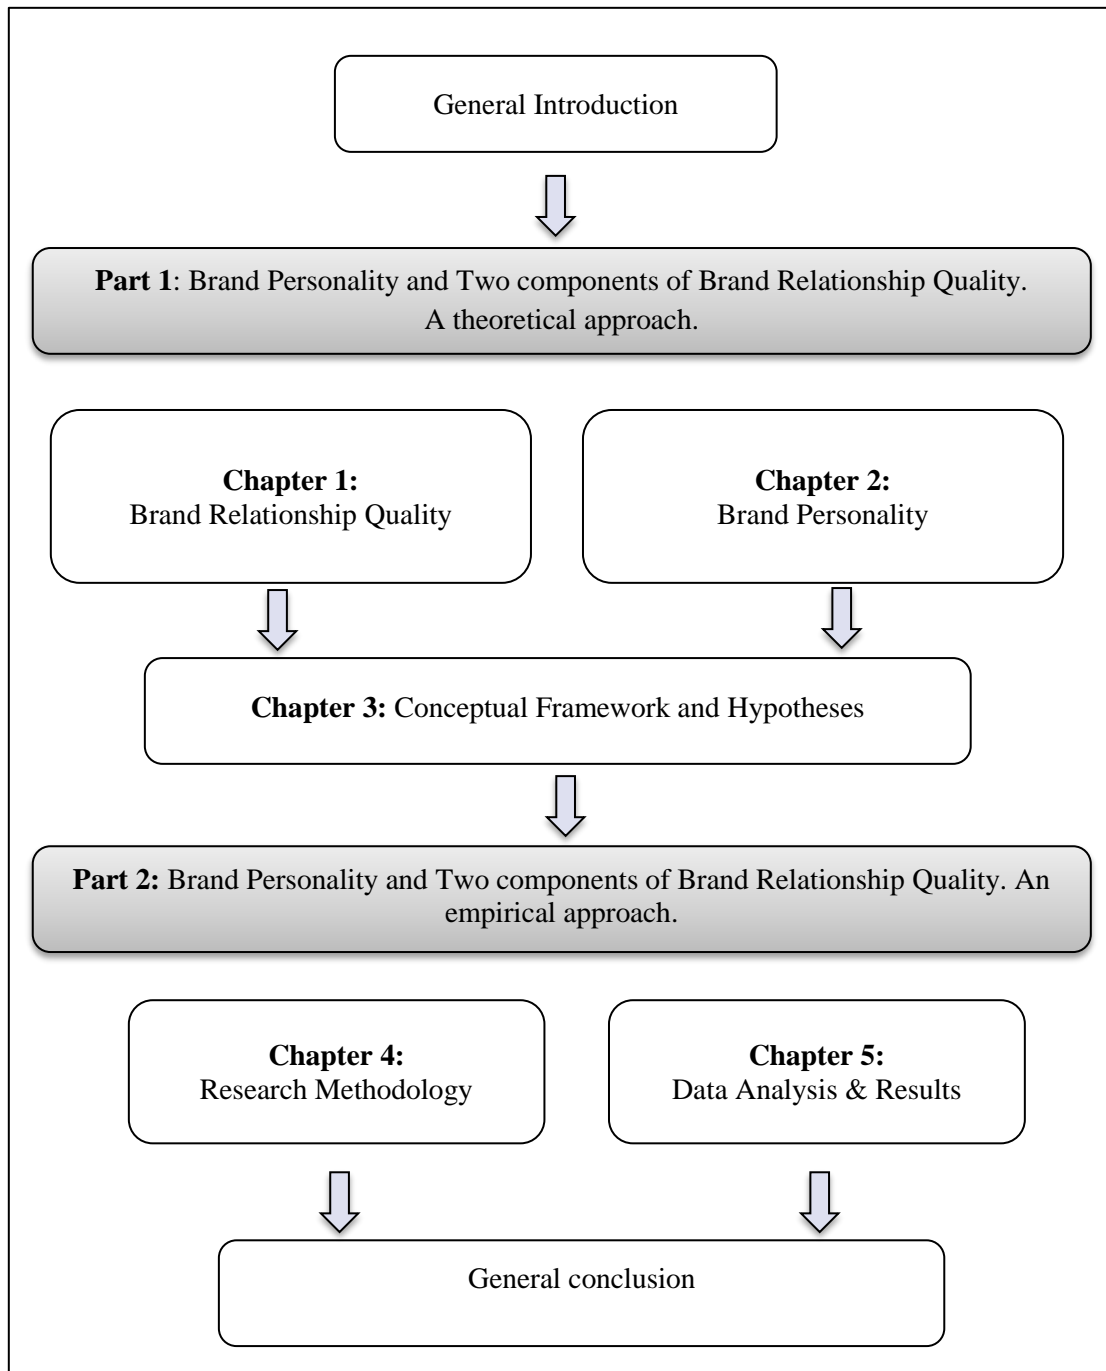 General Introduction
Part 1: Brand Personality and Two components of Brand Relationship Quality.
A theoretical approach.
Chapter 1:
Brand Relationship Quality
Chapter 2:
Brand Personality
Chapter 3: Conceptual Framework and Hypotheses
Part 2: Brand Personality and Two components of Brand Relationship Quality. An
empirical approach.
Chapter 4:
Research Methodology
Chapter 5:
Data Analysis & Results
General conclusion